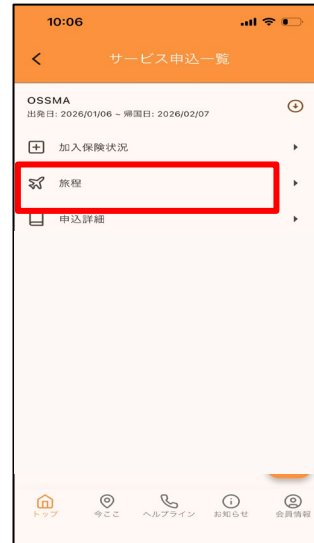 10:06
サービス申込一覧
OSSMA
出発日: 2026/01/06 ~ 帰国日: 2026/02/07
加入保険状況
旅程
申込詳細
トップ 今ここ ヘルプライン お知らせ 会員情報